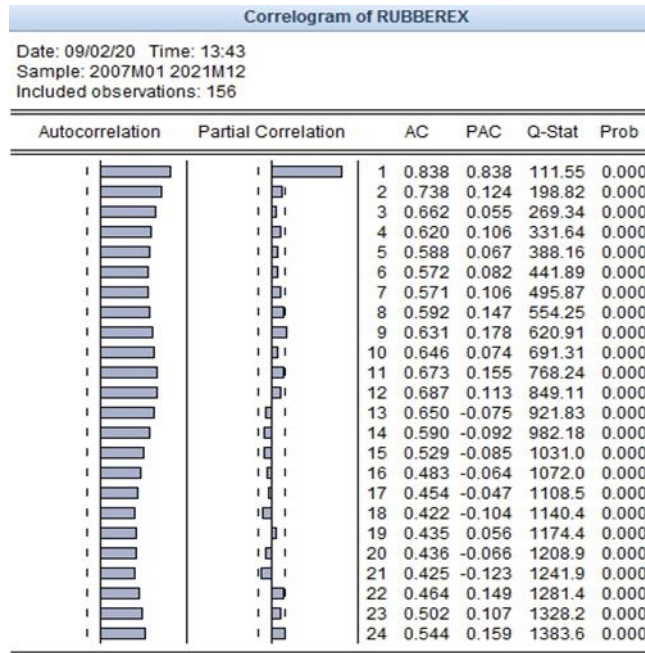 Correlogram of RUBBEREX
Date: 09/02/20 Time: 13:43
Sample: 2007M01 2021M12
Included observations: 156
Autocorrelation Partial Correlation AC PAC Q-Stat Prob
1 0.838 0.838 111.55 0.000
2 0.738 0.124 198.82 0.000
3 0.662 0.055 269.34 0.000
4 0.620 0.106 331.64 0.000
5 0.588 0.067 388.16 0.000
6 0.572 0.082 441.89 0.000
7 0.571 0.106 495.87 0.000
8 0.592 0.147 554.25 0.000
9 0.631 0.178 620.91 0.000
10 0.646 0.074 691.31 0.000
11 0.673 0.155 768.24 0.000
12 0.687 0.113 849.11 0.000
13 0.650 -0.075 921.83 0.000
14 0.590 -0.092 982.18 0.000
15 0.529 -0.085 1031.0 0.000
16 0.483 -0.064 1072.0 0.000
17 0.454 -0.047 1108.5 0.000
18 0.422 -0.104 1140.4 0.000
19 0.435 0.056 1174.4 0.000
20 0.436 -0.066 1208.9 0.000
21 0.425 -0.123 1241.9 0.000
22 0.464 0.149 1281.4 0.000
23 0.502 0.107 1328.2 0.000
24 0.544 0.159 1383.6 0.000